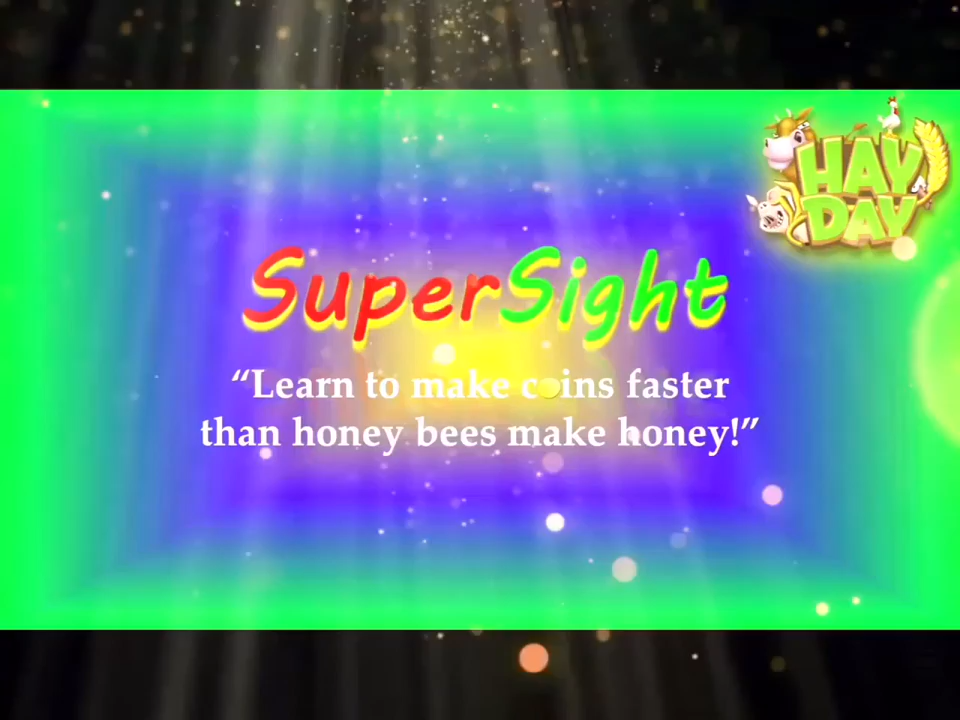 HAY
DAY
SuperSight
“Learn to make coins faster
than honey bees make honey!”